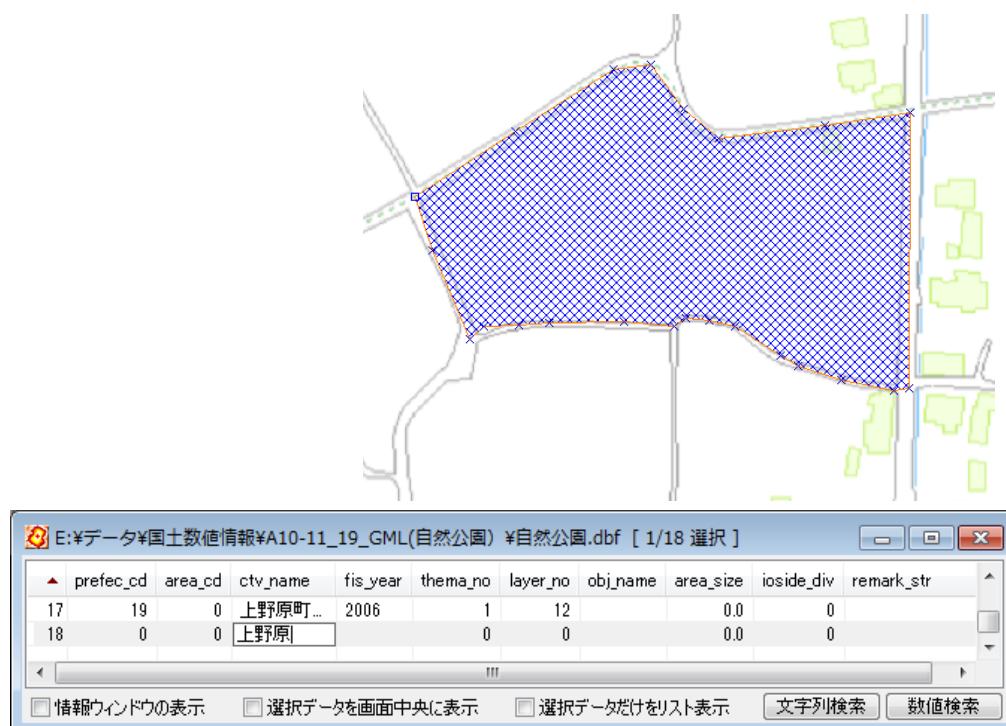 E:¥データ¥国土数値情報¥A10-11_19_GML(自然公園) ¥自然公園.dbf [ 1/18 選択 ]
prefec_cd area_cd ctv_name fis_year thema_no layer_no obj_name area_size ioside_div remark_str
17 19 0 上野原町... 2006 1 12 0.0 0
18 0 0 上野原 0 0 0.0 0
情報ウィンドウの表示 選択データを画面中央に表示 選択データだけをリスト表示 文字列検索 数値検索